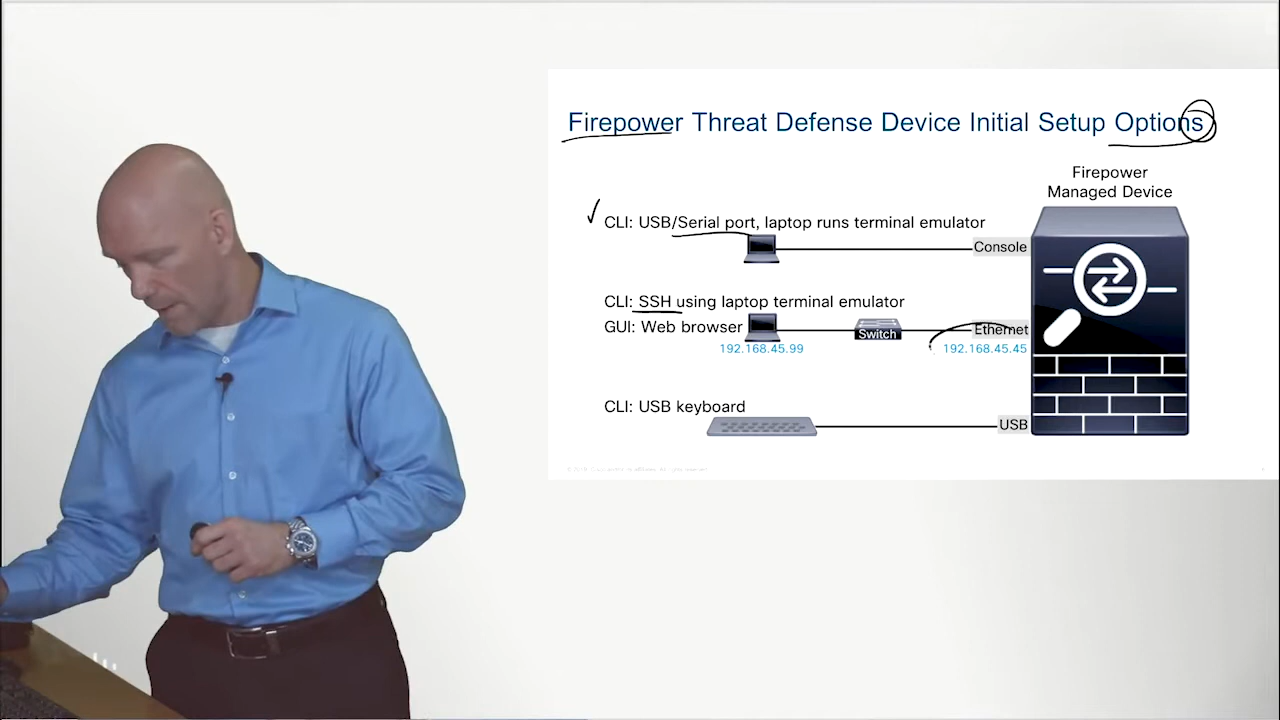 Firepower Threat Defense Device Initial Setup Options
Firepower
Managed Device
CLI: USB/Serial port, laptop runs terminal emulator
Console
CLI: SSH using laptop terminal emulator
GUI: Web browser
Switch
Ethernet
192.168.45.99
192.168.45.45
CLI: USB keyboard
USB